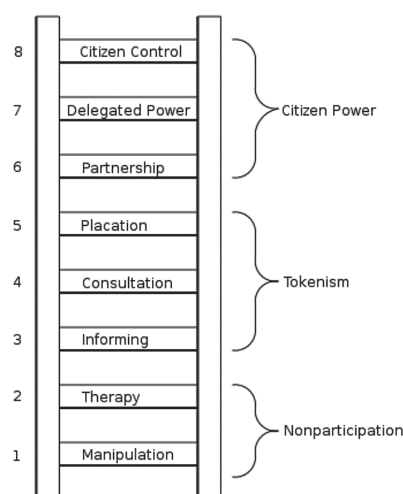 8 Citizen Control
7 Delegated Power
Citizen Power
6 Partnership
5 Placation
4 Consultation
Tokenism
3 Informing
2 Therapy
Nonparticipation
1 Manipulation